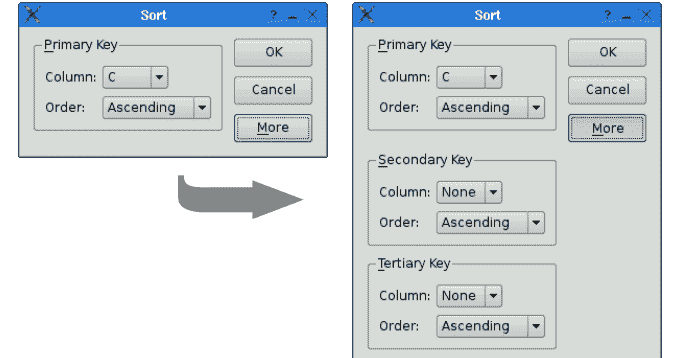 Sort ?
Primary Key
Column: C
Order: Ascending
OK
Cancel
More
Sort ?
Primary Key
Column: C
Order: Ascending
OK
Cancel
More
Secondary Key
Column: None
Order: Ascending
Tertiary Key
Column: None
Order: Ascending